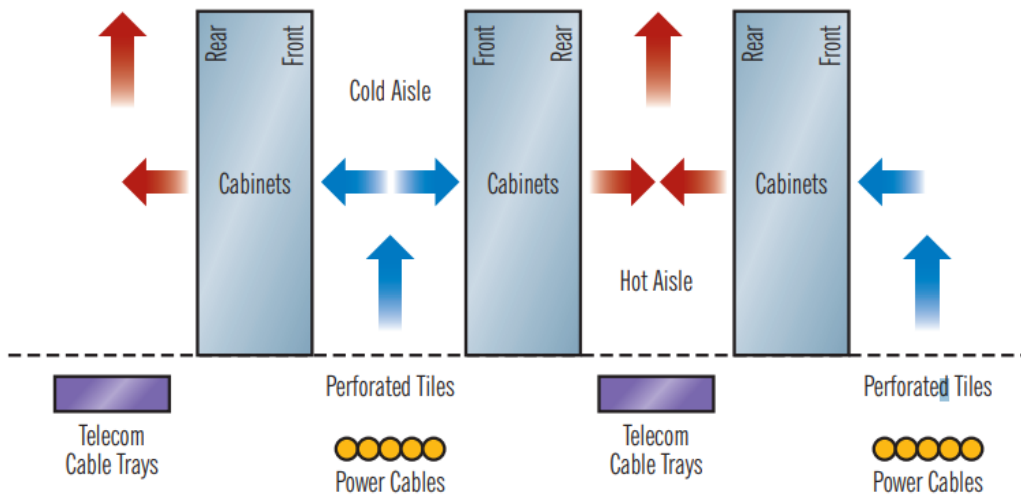 Rear
Front
Front
Rear
Rear
Front
Cold Aisle
Cabinets
Cabinets
Cabinets
Hot Aisle
Perforated Tiles
Perforated Tiles
Telecom
Cable Trays
Power Cables
Telecom
Cable Trays
Power Cables